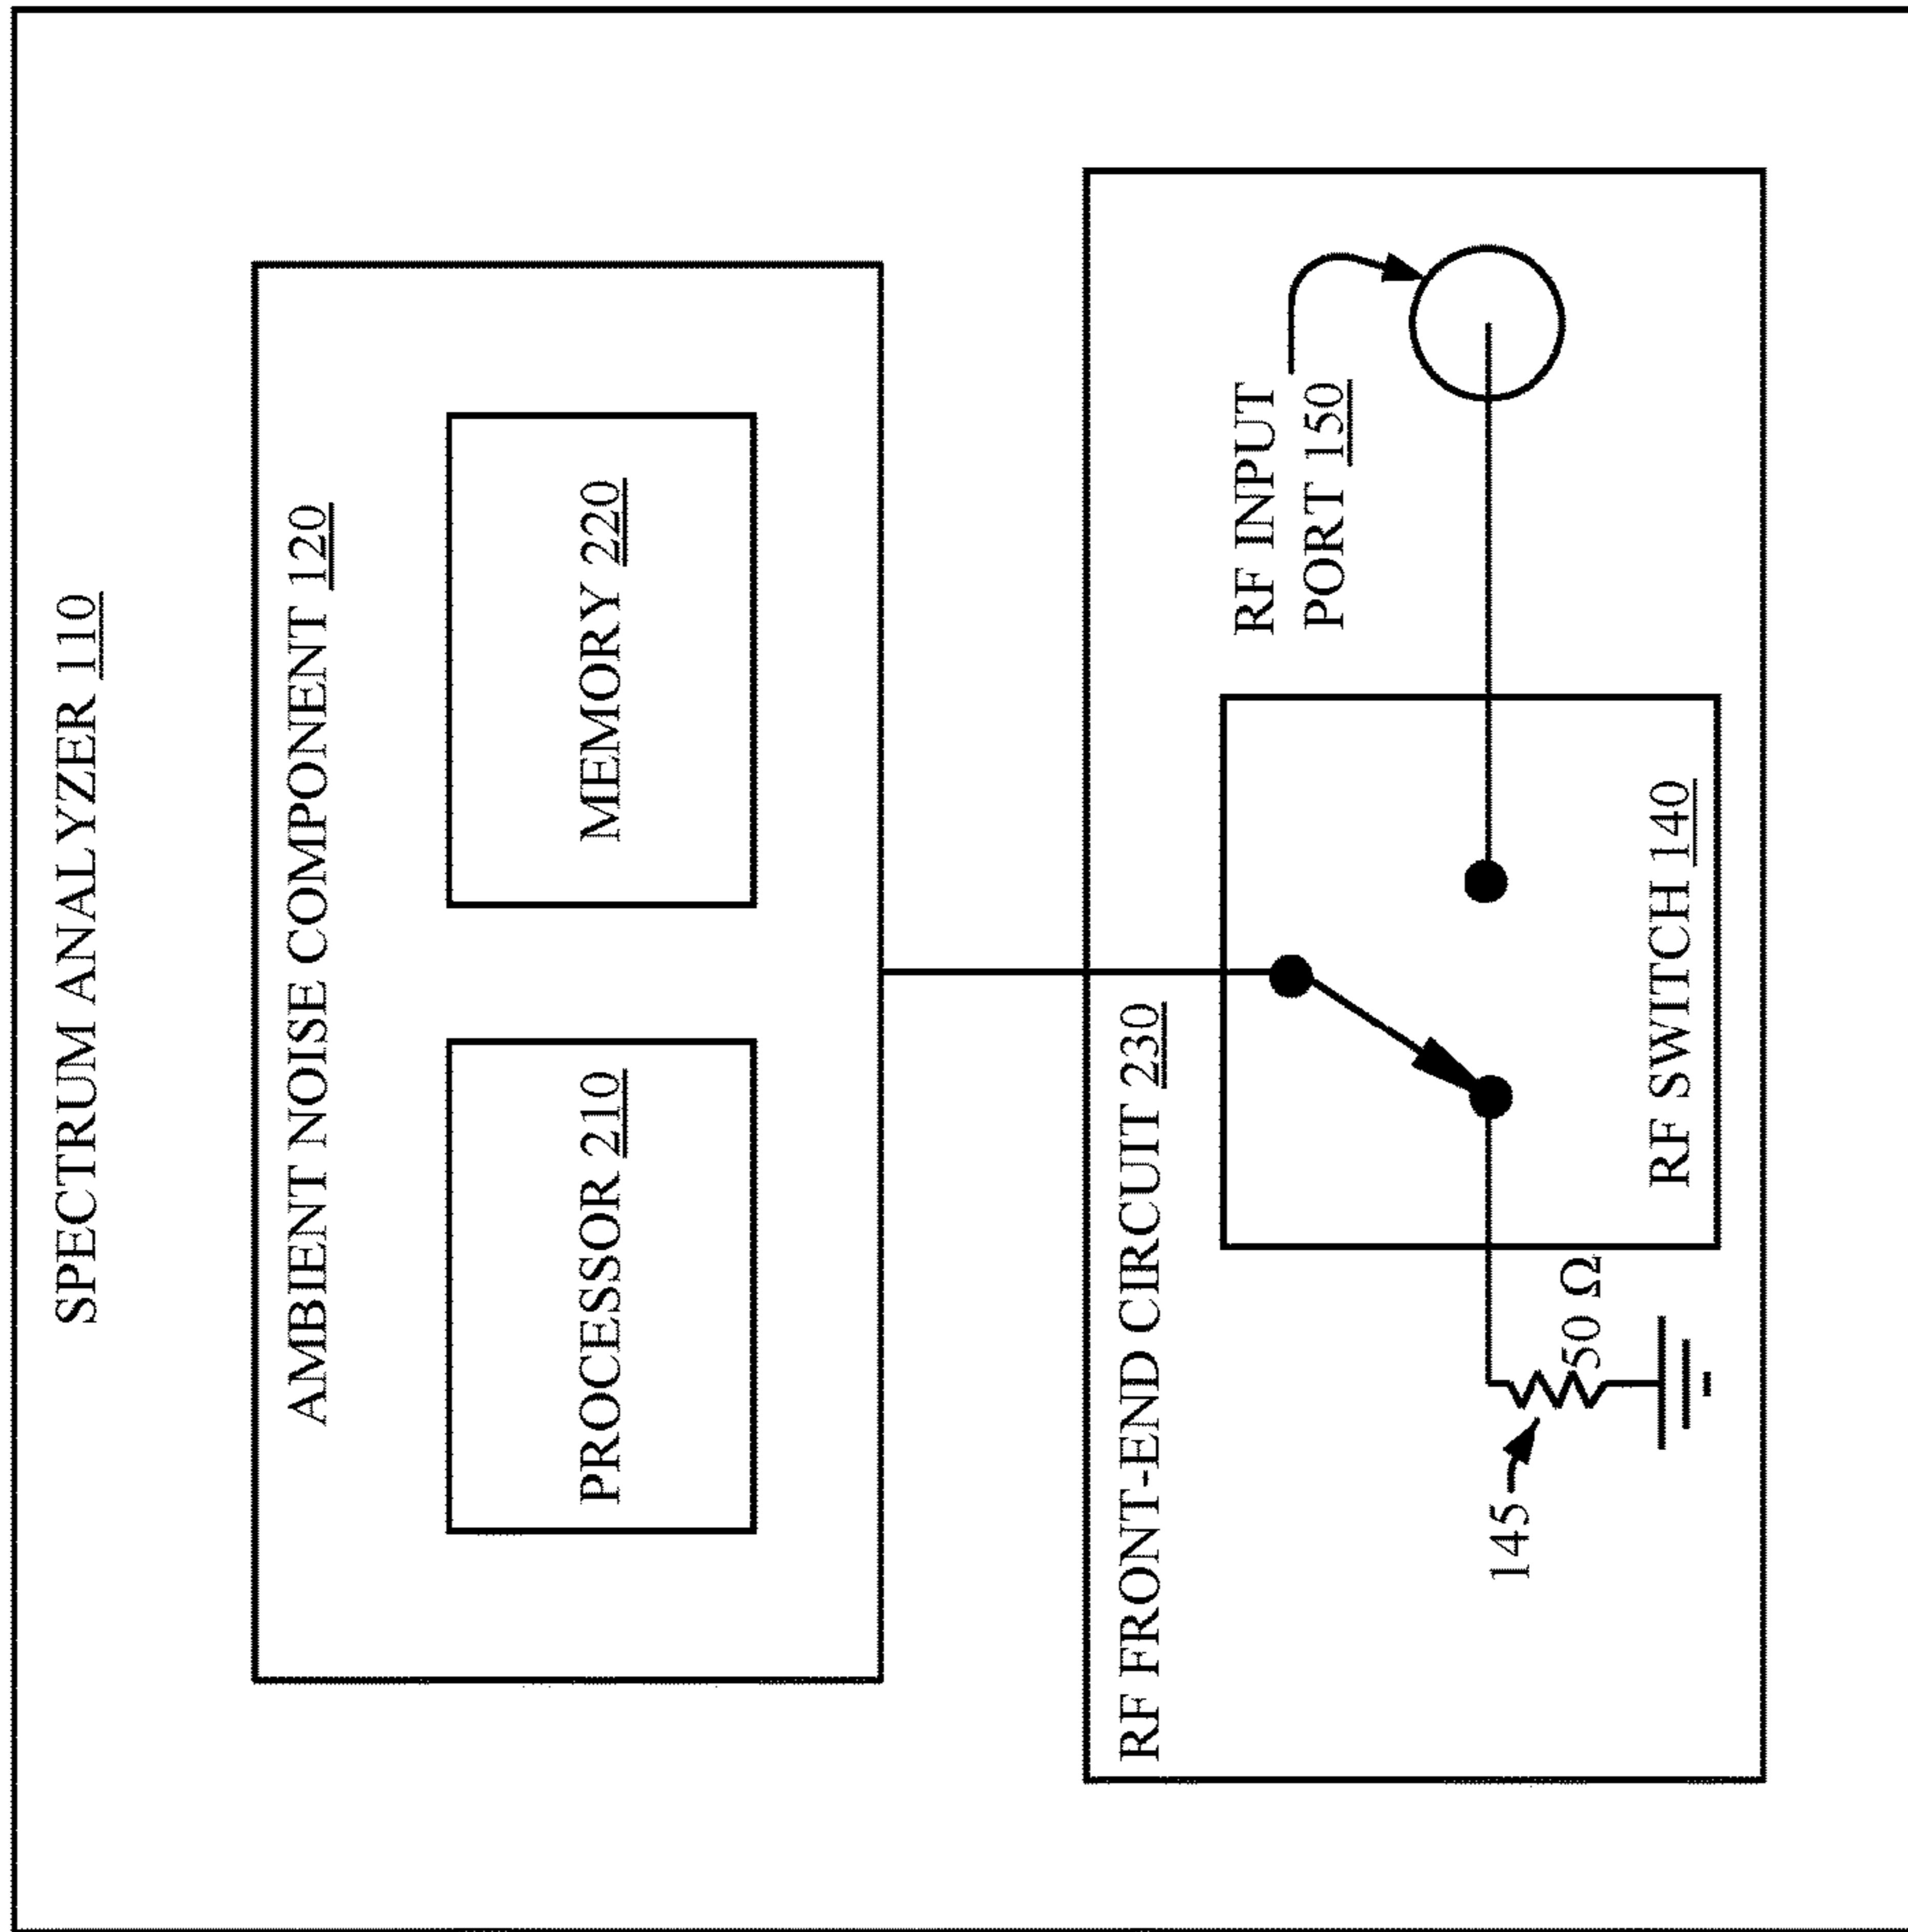 SPECTRUM ANALYZER 110
AMBIENT NOISE COMPONENT 120
PROCESSOR 210
MEMORY 220
RF FRONT-END CIRCUIT 230
RF INPUT
PORT 150
145
50 Ω
RF SWITCH 140